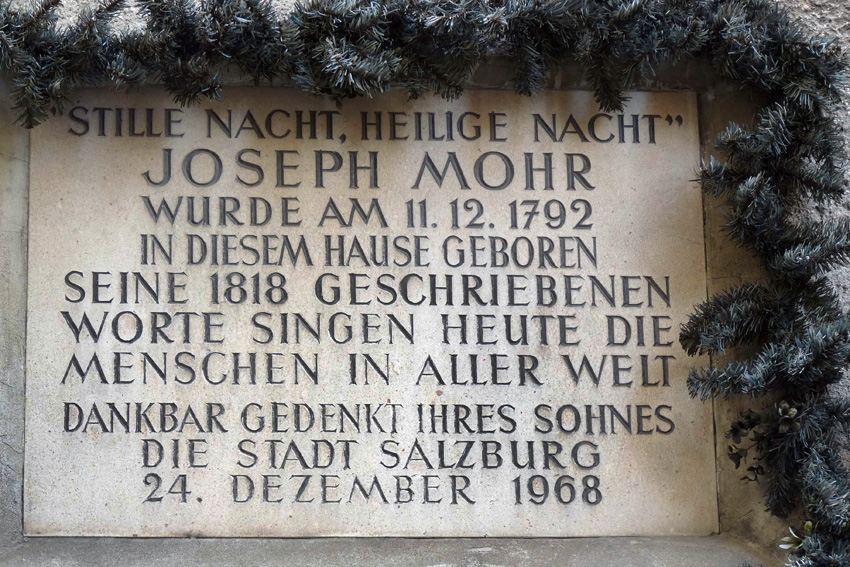 "STILLE NACHT, HEILIGE NACHT"
JOSEPH MOHR
WURDE AM 11.12.1792
IN DIESEM HAUSE GEBOREN
SEINE 1818 GESCHRIEBENEN
WORTE SINGEN HEUTE DIE
MENSCHEN IN ALLER WELT
DANKBAR GEDENKT IHRES SOHNES
DIE STADT SALZBURG
24. DEZEMBER 1968